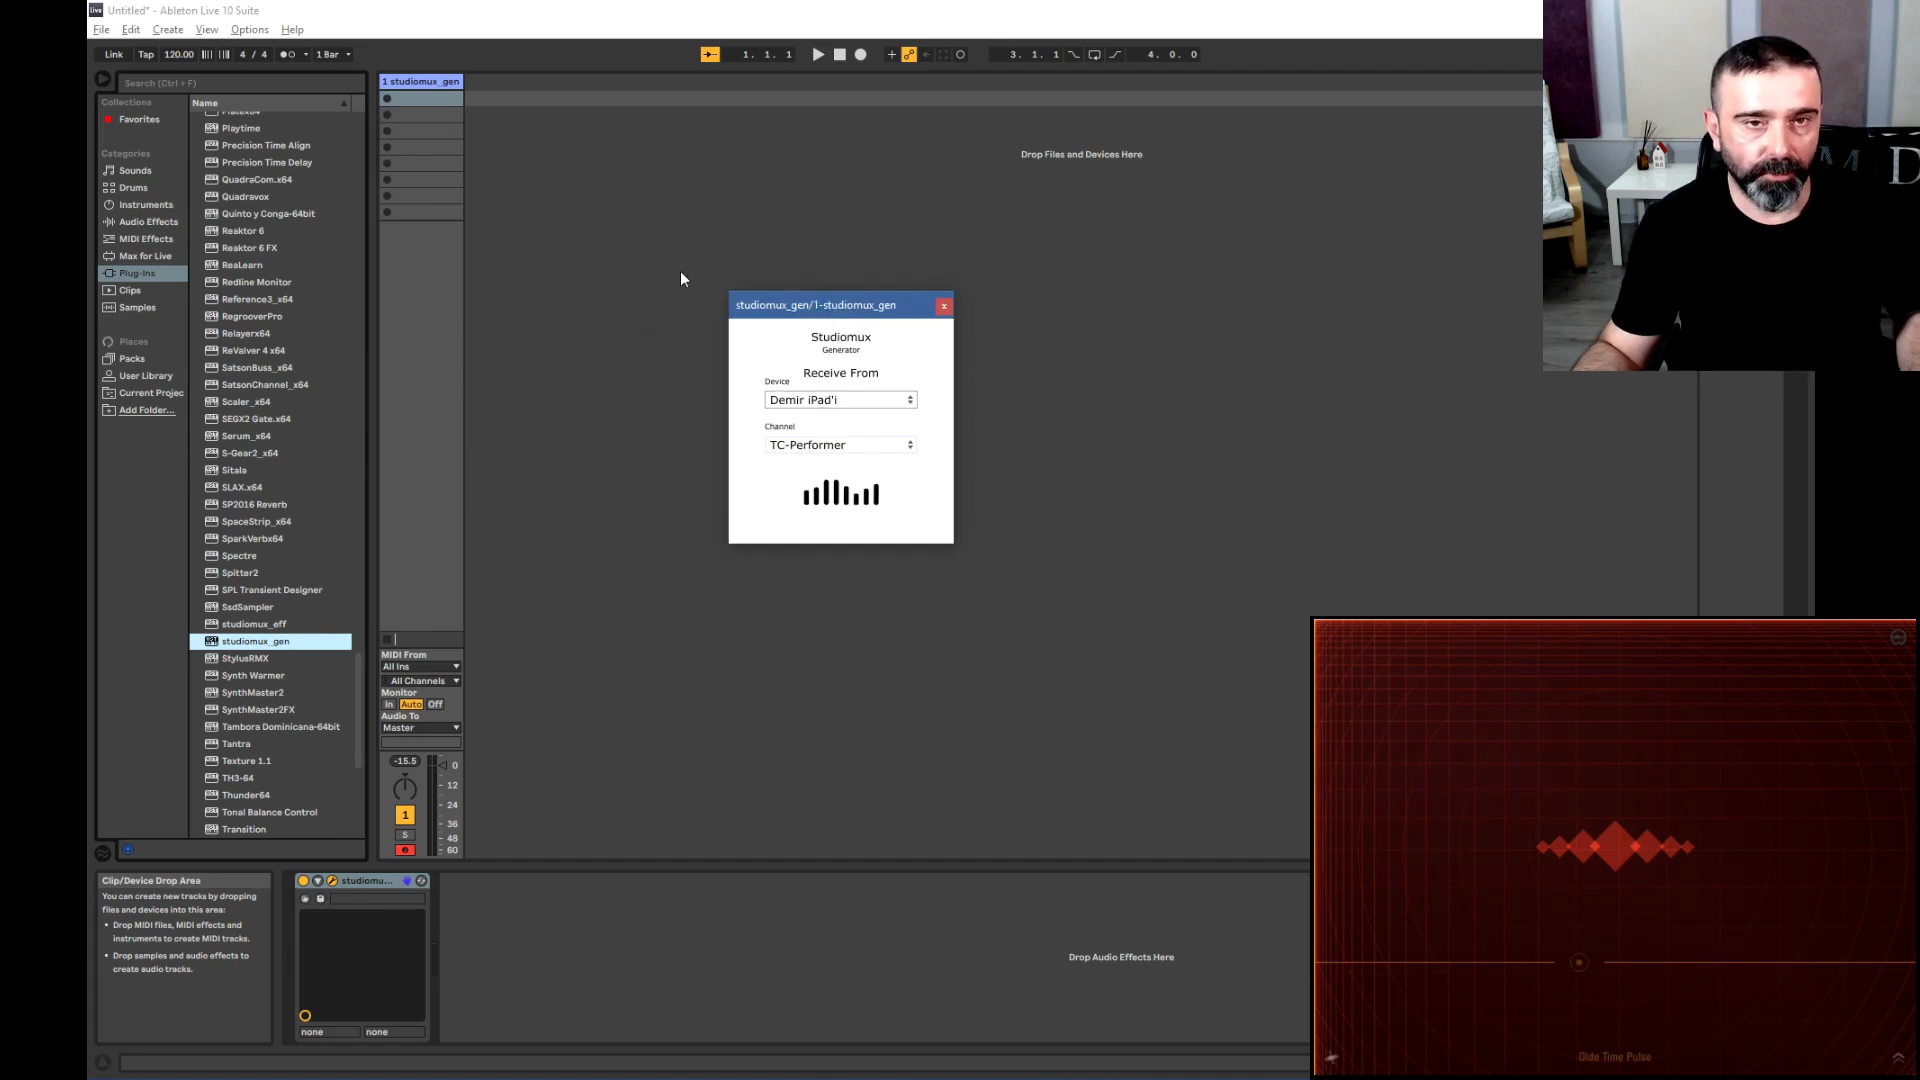 Untitled* - Ableton Live 10 Suite
File Edit Create View Options Help
Link Tap 120.00 4 / 4 1 Bar 1. 1. 1 3. 1. 1 4. 0. 0
Search (Ctrl + F)
Collections
Favorites
Categories
Sounds
Drums
Instruments
Audio Effects
MIDI Effects
Max for Live
Plug-Ins
Clips
Samples
Places
Packs
User Library
Current Projec
Add Folder...
Name
Playtime
Precision Time Align
Precision Time Delay
QuadraCom.x64
Quadravox
Quinto y Conga-64bit
Reaktor 6
Reaktor 6 FX
ReaLearn
Redline Monitor
Reference3_x64
RegrooverPro
Relayerx64
ReValver 4 x64
SatsonBuss_x64
SatsonChannel_x64
Scaler_x64
SEGX2 Gate.x64
Serum_x64
S-Gear2_x64
Sitala
SLAX.x64
SP2016 Reverb
SpaceStrip_x64
SparkVerbx64
Spectre
Spitter2
SPL Transient Designer
SsdSampler
studiomux_eff
studiomux_gen
StylusRMX
Synth Warmer
SynthMaster2
SynthMaster2FX
Tambora Dominicana-64bit
Tantra
Texture 1.1
TH3-64
Thunder64
Tonal Balance Control
Transition
1 studiomux_gen
MIDI From
All Ins
All Channels
Monitor
In Auto Off
Audio To
Master
-15.5
0
12
24
36
48
60
1
S
Drop Files and Devices Here
studiomux_gen/1-studiomux_gen
x
Studiomux
Generator
Receive From
Device
Demir iPad'i
Channel
TC-Performer
Clip/Device Drop Area
You can create new tracks by dropping
files and devices into this area:
• Drop MIDI files, MIDI effects and
instruments to create MIDI tracks.
• Drop samples and audio effects to
create audio tracks.
studiomu...
none none
Drop Audio Effects Here
Olde Time Pulse